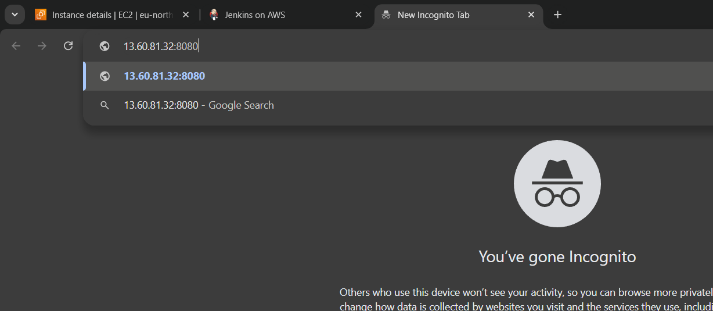 Instance details | EC2 | eu-north
Jenkins on AWS
New Incognito Tab
13.60.81.32:8080
13.60.81.32:8080
13.60.81.32:8080 - Google Search
You've gone Incognito
Others who use this device won't see your activity, so you can browse more privatel
change how data is collected by websites you visit and the services they use, includi